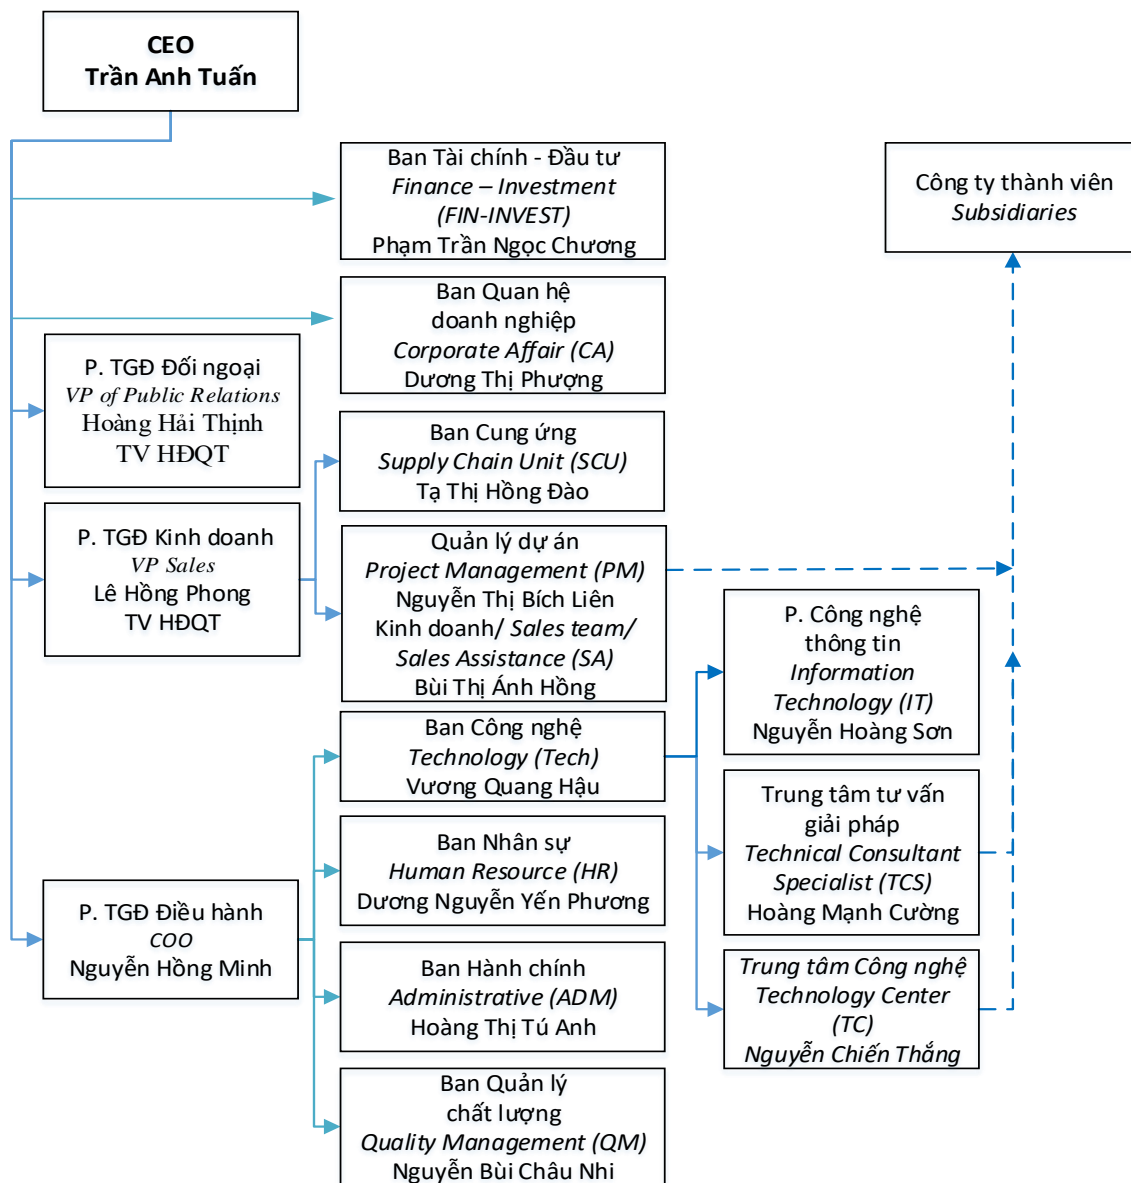 CEO
Trần Anh Tuấn
Ban Tài chính - Đầu tư
Finance – Investment
(FIN-INVEST)
Phạm Trần Ngọc Chương
Công ty thành viên
Subsidiaries
Ban Quan hệ
doanh nghiệp
Corporate Affair (CA)
Dương Thị Phượng
P. TGĐ Đối ngoại
VP of Public Relations
Hoàng Hải Thịnh
TV HĐQT
Ban Cung ứng
Supply Chain Unit (SCU)
Tạ Thị Hồng Đào
P. TGĐ Kinh doanh
VP Sales
Lê Hồng Phong
TV HĐQT
Quản lý dự án
Project Management (PM)
Nguyễn Thị Bích Liên
Kinh doanh/ Sales team/
Sales Assistance (SA)
Bùi Thị Ánh Hồng
P. Công nghệ
thông tin
Information
Technology (IT)
Nguyễn Hoàng Sơn
Ban Công nghệ
Technology (Tech)
Vương Quang Hậu
Trung tâm tư vấn
giải pháp
Technical Consultant
Specialist (TCS)
Hoàng Mạnh Cường
Ban Nhân sự
Human Resource (HR)
Dương Nguyễn Yến Phương
P. TGĐ Điều hành
COO
Nguyễn Hồng Minh
Ban Hành chính
Administrative (ADM)
Hoàng Thị Tú Anh
Trung tâm Công nghệ
Technology Center
(TC)
Nguyễn Chiến Thắng
Ban Quản lý
chất lượng
Quality Management (QM)
Nguyễn Bùi Châu Nhi